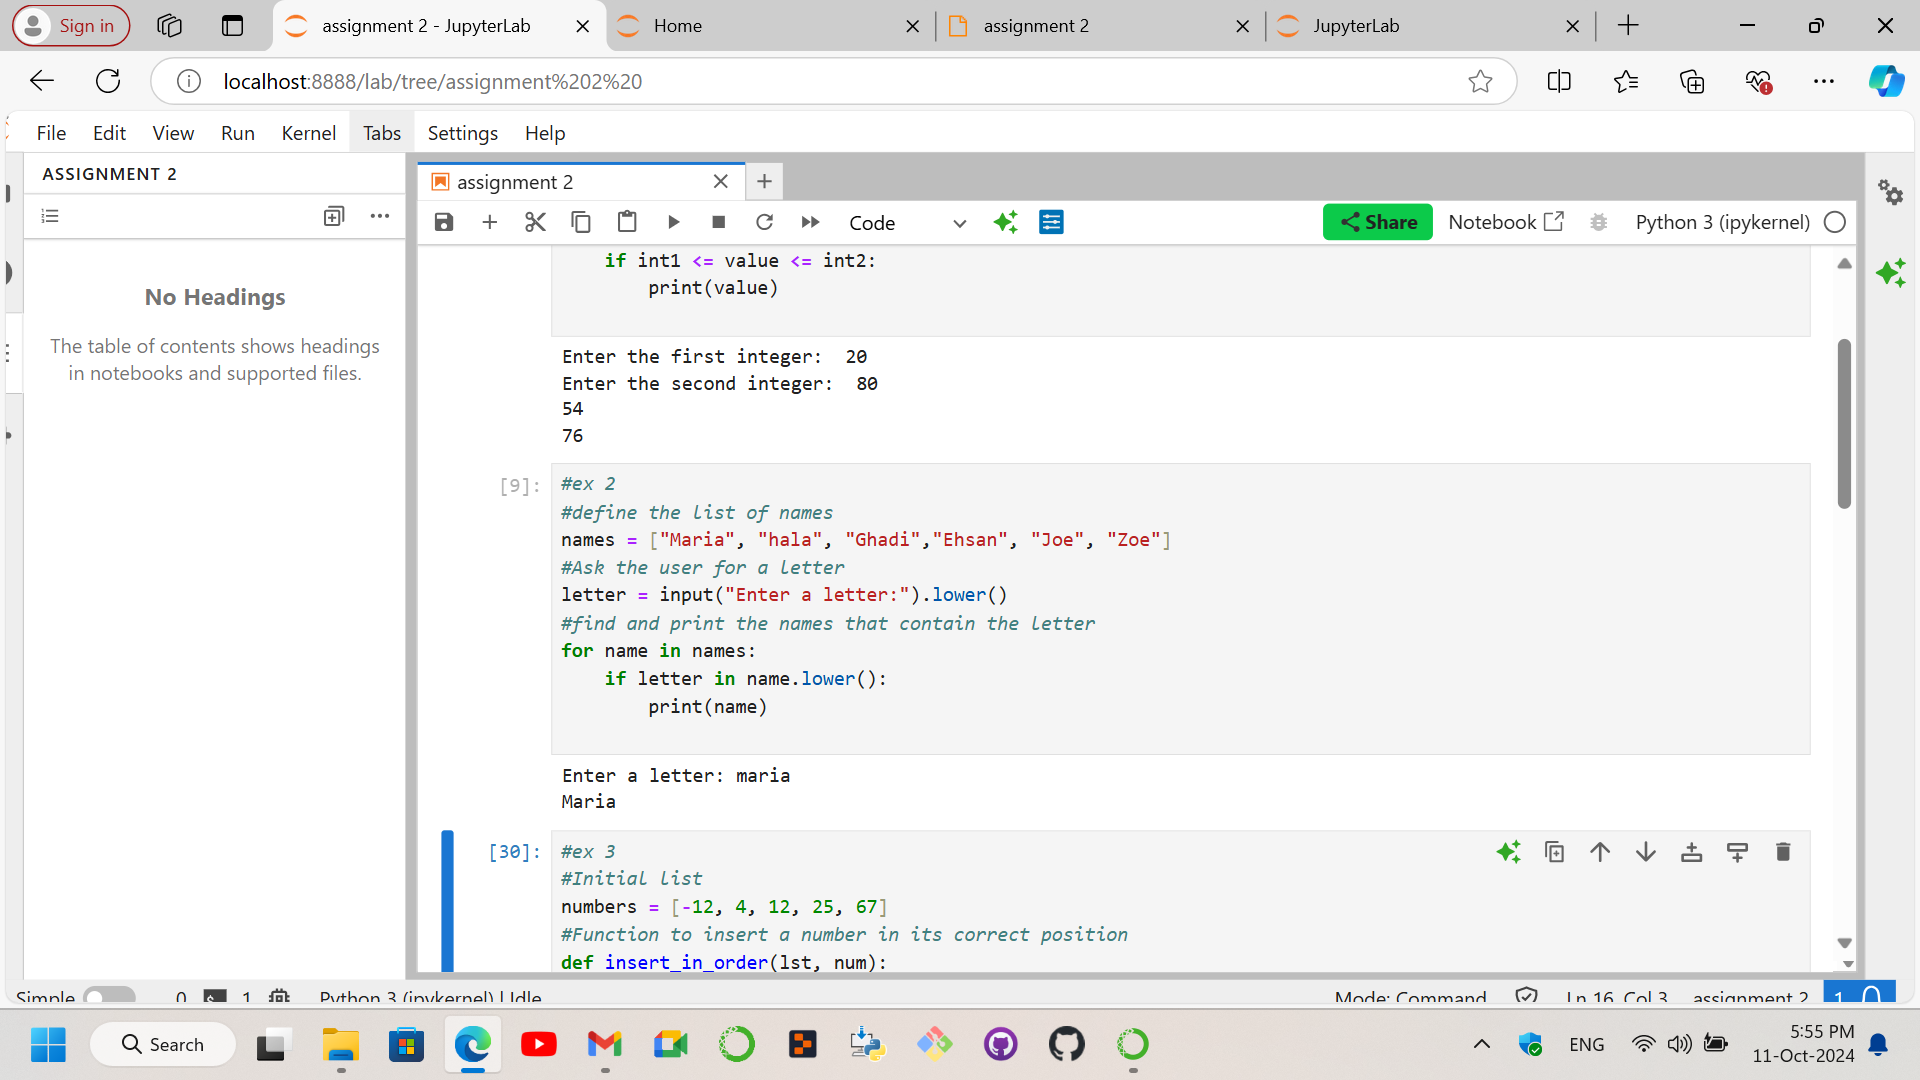 Sign in
assignment 2 - JupyterLab
Home
assignment 2
JupyterLab
localhost:8888/lab/tree/assignment%202%20
File Edit View Run Kernel Tabs Settings Help
ASSIGNMENT 2
No Headings
The table of contents shows headings
in notebooks and supported files.
assignment 2
Code
Share
Notebook
Python 3 (ipykernel)
if int1 <= value <= int2:
print(value)
Enter the first integer:  20
Enter the second integer:  80
54
76
[9]:
#ex 2
#define the list of names
names = ["Maria", "hala", "Ghadi","Ehsan", "Joe", "Zoe"]
#Ask the user for a letter
letter = input("Enter a letter:").lower()
#find and print the names that contain the letter
for name in names:
if letter in name.lower():
print(name)
Enter a letter: maria
Maria
[30]:
#ex 3
#Initial list
numbers = [-12, 4, 12, 25, 67]
#Function to insert a number in its correct position
def insert_in_order(lst, num):
Simple 0 1 Python 3 (ipykernel) | Idle
Mode: Command Ln 16, Col 3 assignment 2 1
Search
ENG
5:55 PM
11-Oct-2024